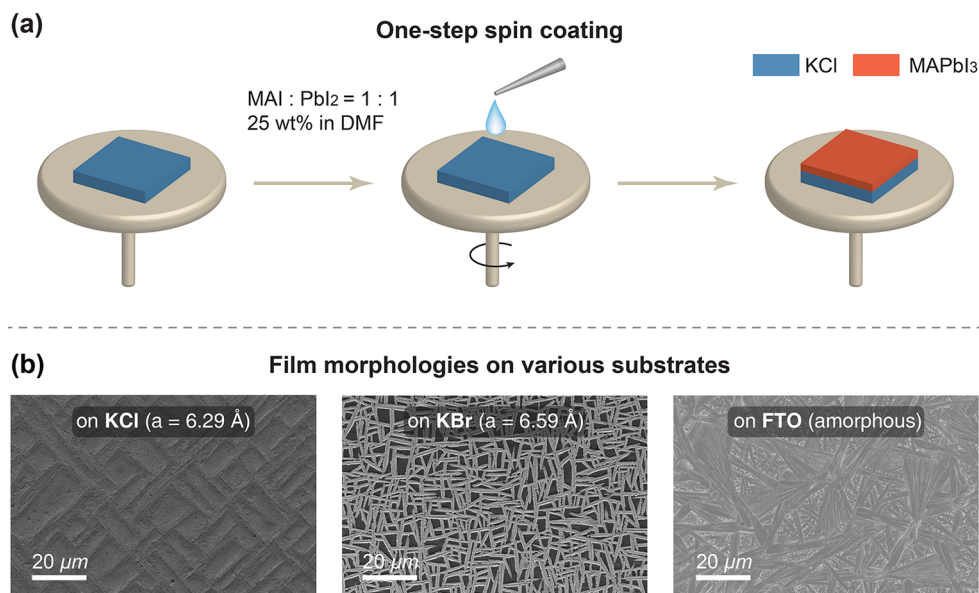 (a)
One-step spin coating
KCl MAPbI₃
MAI : PbI₂ = 1 : 1
25 wt% in DMF
(b)
Film morphologies on various substrates
on KCl (a = 6.29 Å)
on KBr (a = 6.59 Å)
on FTO (amorphous)
20 µm
20 µm
20 µm